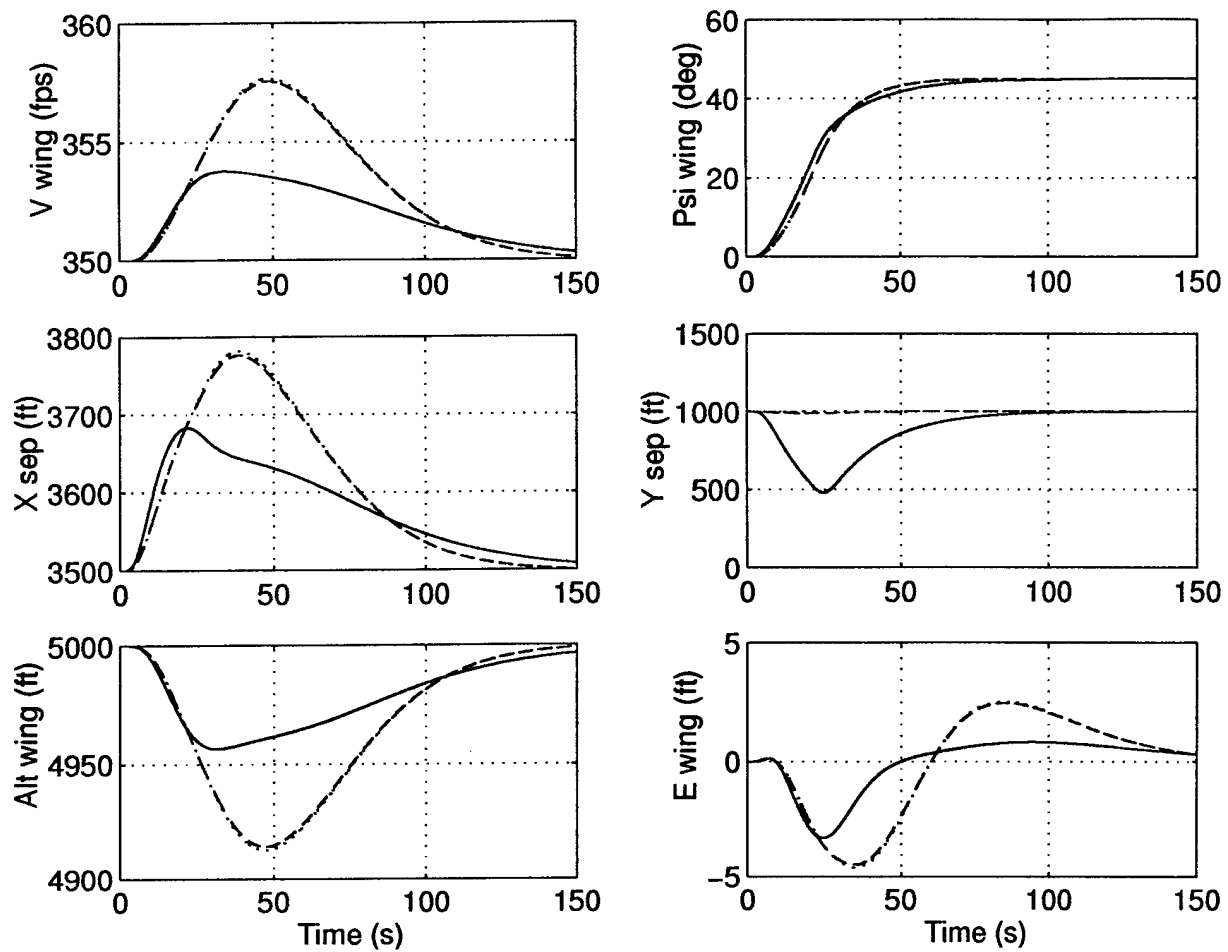 V wing (fps)
360
355
350
0 50 100 150
Psi wing (deg)
60
40
20
0
0 50 100 150
X sep (ft)
3800
3700
3600
3500
0 50 100 150
Y sep (ft)
1500
1000
500
0
0 50 100 150
Alt wing (ft)
5000
4950
4900
0 50 100 150
Time (s)
E wing (ft)
5
0
−5
0 50 100 150
Time (s)